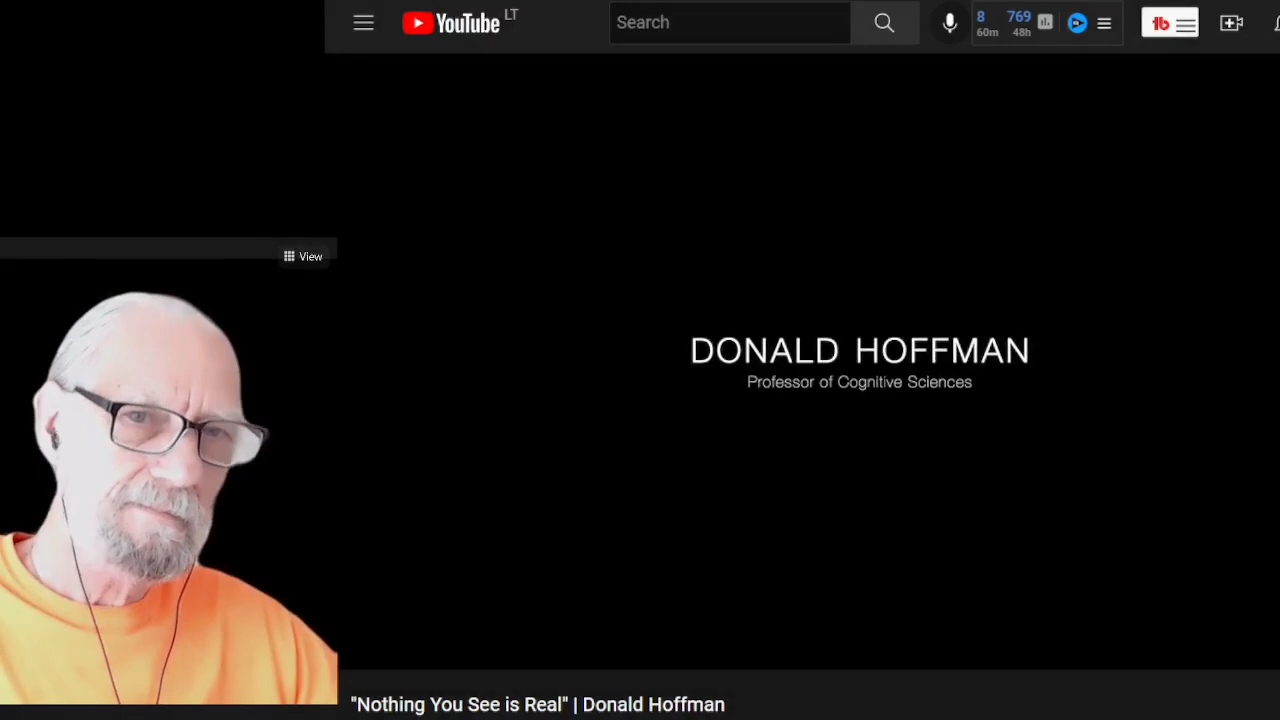 YouTube LT
Search
8 769
60m 48h
View
DONALD HOFFMAN
Professor of Cognitive Sciences
"Nothing You See is Real" | Donald Hoffman